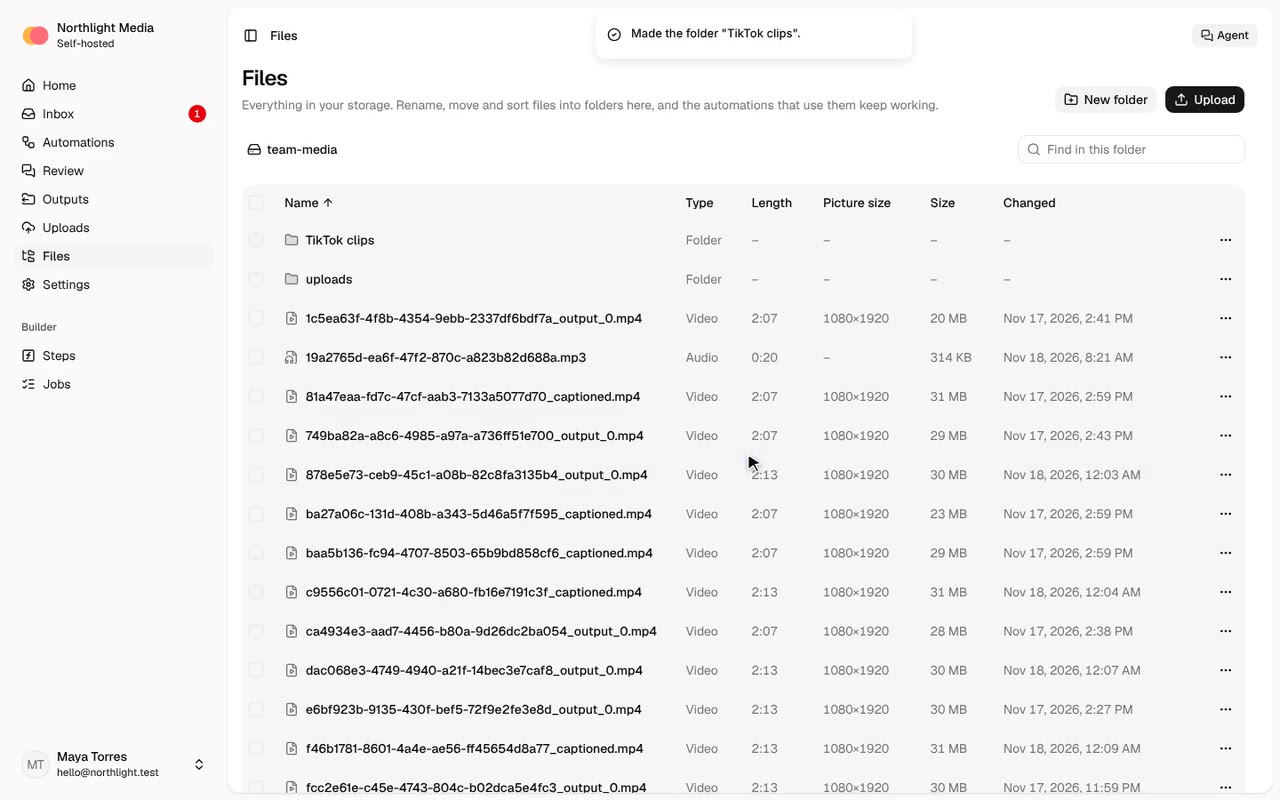 Northlight Media
Self-hosted
Home
Inbox 1
Automations
Review
Outputs
Uploads
Files
Settings
Builder
Steps
Jobs
MT Maya Torres
hello@northlight.test
Files
Made the folder "TikTok clips".
Agent
Files
Everything in your storage. Rename, move and sort files into folders here, and the automations that use them keep working.
New folder
Upload
team-media
Find in this folder
Name Type Length Picture size Size Changed
TikTok clips Folder – – – –
uploads Folder – – – –
1c5ea63f-4f8b-4354-9ebb-2337df6bdf7a_output_0.mp4 Video 2:07 1080×1920 20 MB Nov 17, 2026, 2:41 PM
19a2765d-ea6f-47f2-870c-a823b82d688a.mp3 Audio 0:20 – 314 KB Nov 18, 2026, 8:21 AM
81a47eaa-fd7c-47cf-aab3-7133a5077d70_captioned.mp4 Video 2:07 1080×1920 31 MB Nov 17, 2026, 2:59 PM
749ba82a-a8c6-4985-a97a-a736ff51e700_output_0.mp4 Video 2:07 1080×1920 29 MB Nov 17, 2026, 2:43 PM
878e5e73-ceb9-45c1-a08b-82c8fa3135b4_output_0.mp4 Video 2:13 1080×1920 30 MB Nov 18, 2026, 12:03 AM
ba27a06c-131d-408b-a343-5d46a5f7f595_captioned.mp4 Video 2:07 1080×1920 23 MB Nov 17, 2026, 2:59 PM
baa5b136-fc94-4707-8503-65b9bd858cf6_captioned.mp4 Video 2:07 1080×1920 29 MB Nov 17, 2026, 2:59 PM
c9556c01-0721-4c30-a680-fb16e7191c3f_captioned.mp4 Video 2:13 1080×1920 31 MB Nov 18, 2026, 12:04 AM
ca4934e3-aad7-4456-b80a-9d26dc2ba054_output_0.mp4 Video 2:07 1080×1920 28 MB Nov 17, 2026, 2:38 PM
dac068e3-4749-4940-a21f-14bec3e7caf8_output_0.mp4 Video 2:13 1080×1920 30 MB Nov 18, 2026, 12:07 AM
e6bf923b-9135-430f-bef5-72f9e2fe3e8d_output_0.mp4 Video 2:13 1080×1920 30 MB Nov 17, 2026, 2:27 PM
f46b1781-8601-4a4e-ae56-ff45654d8a77_captioned.mp4 Video 2:13 1080×1920 31 MB Nov 18, 2026, 12:09 AM
fcc2e61e-c45e-4743-804c-b02dca5e4fc3_output_0.mp4 Video 2:13 1080×1920 30 MB Nov 17, 2026, 11:59 PM